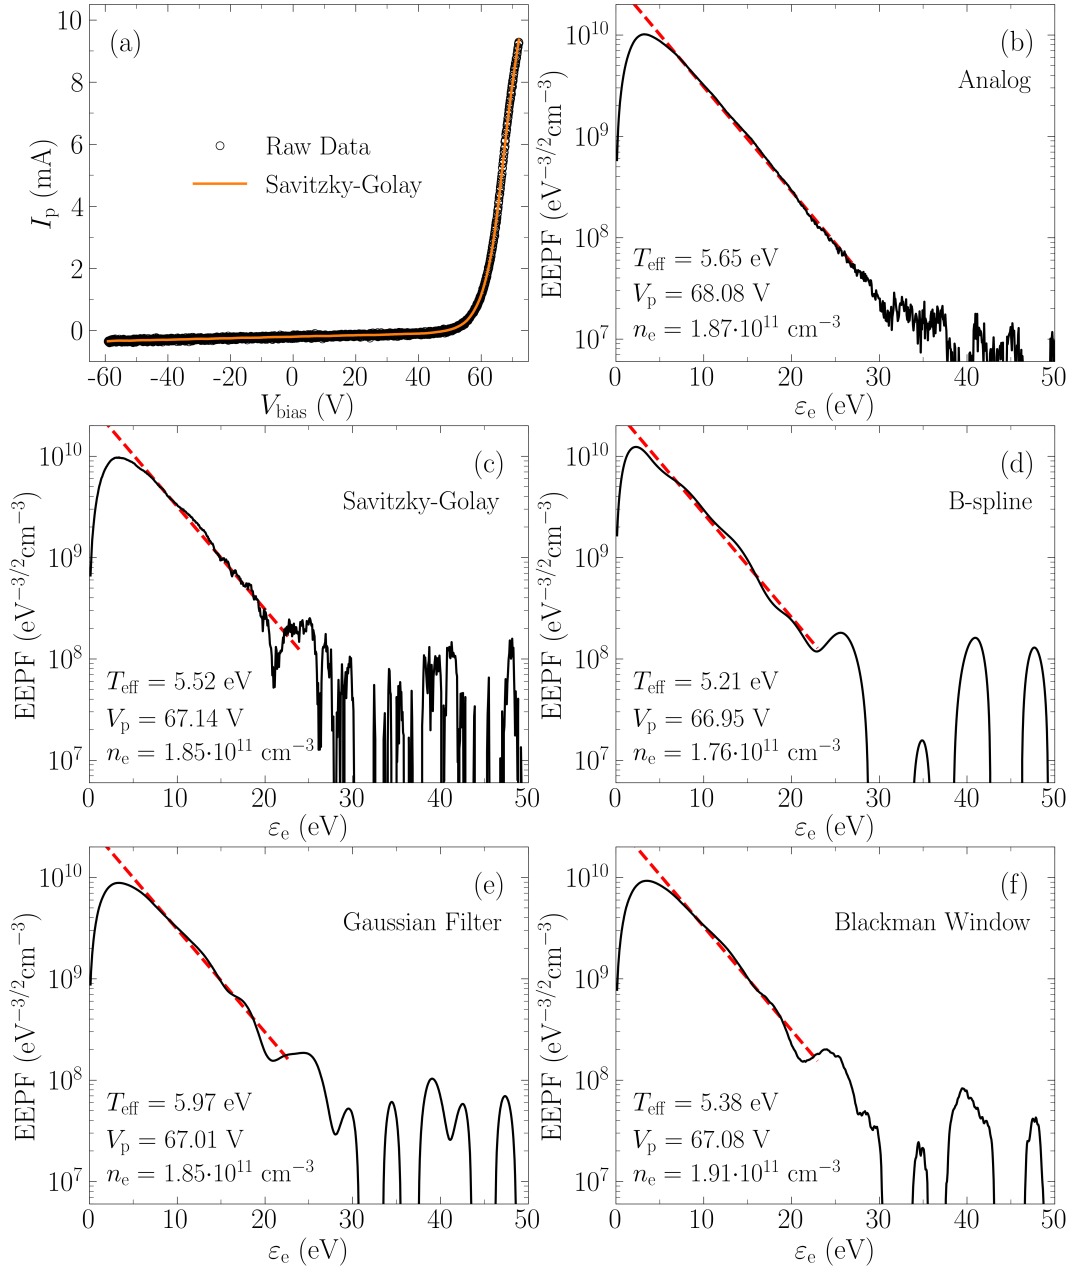 (a)
10
8
6
4
2
0
I_p (mA)
Raw Data
Savitzky-Golay
-60 -40 -20 0 20 40 60
V_bias (V)
(b)
Analog
10^10
10^9
10^8
10^7
EEPF (eV^−3/2cm^−3)
T_eff = 5.65 eV
V_p = 68.08 V
n_e = 1.87·10^11 cm^−3
0 10 20 30 40 50
ε_e (eV)
(c)
Savitzky-Golay
10^10
10^9
10^8
10^7
EEPF (eV^−3/2cm^−3)
T_eff = 5.52 eV
V_p = 67.14 V
n_e = 1.85·10^11 cm^−3
0 10 20 30 40 50
ε_e (eV)
(d)
B-spline
10^10
10^9
10^8
10^7
EEPF (eV^−3/2cm^−3)
T_eff = 5.21 eV
V_p = 66.95 V
n_e = 1.76·10^11 cm^−3
0 10 20 30 40 50
ε_e (eV)
(e)
Gaussian Filter
10^10
10^9
10^8
10^7
EEPF (eV^−3/2cm^−3)
T_eff = 5.97 eV
V_p = 67.01 V
n_e = 1.85·10^11 cm^−3
0 10 20 30 40 50
ε_e (eV)
(f)
Blackman Window
10^10
10^9
10^8
10^7
EEPF (eV^−3/2cm^−3)
T_eff = 5.38 eV
V_p = 67.08 V
n_e = 1.91·10^11 cm^−3
0 10 20 30 40 50
ε_e (eV)